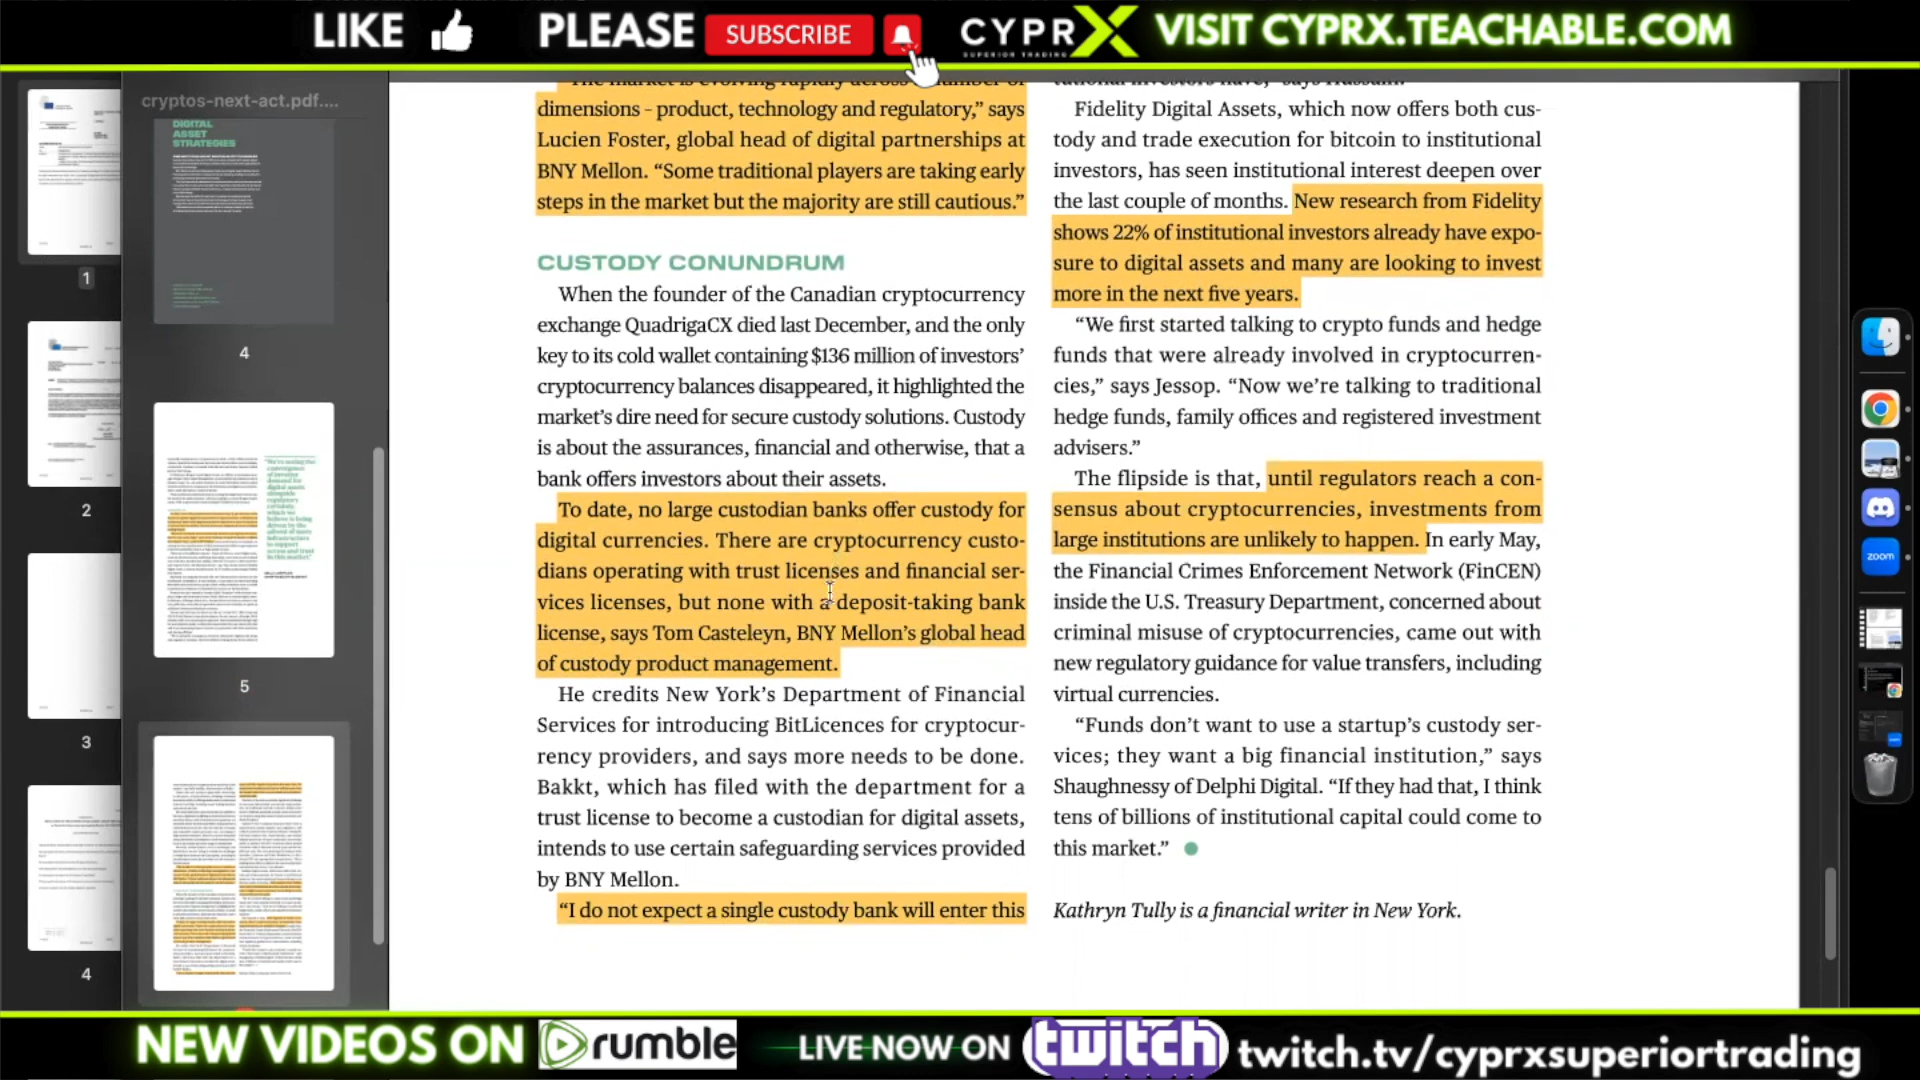 LIKE PLEASE SUBSCRIBE CYPRX VISIT CYPRX.TEACHABLE.COM
SUPERIOR TRADING
cryptos-next-act.pdf....
DIGITAL
ASSET
STRATEGIES
1
2
3
4
4
5
dimensions – product, technology and regulatory,” says
Lucien Foster, global head of digital partnerships at
BNY Mellon. “Some traditional players are taking early
steps in the market but the majority are still cautious.”
CUSTODY CONUNDRUM
When the founder of the Canadian cryptocurrency
exchange QuadrigaCX died last December, and the only
key to its cold wallet containing $136 million of investors’
cryptocurrency balances disappeared, it highlighted the
market’s dire need for secure custody solutions. Custody
is about the assurances, financial and otherwise, that a
bank offers investors about their assets.
To date, no large custodian banks offer custody for
digital currencies. There are cryptocurrency custo-
dians operating with trust licenses and financial ser-
vices licenses, but none with a deposit-taking bank
license, says Tom Casteleyn, BNY Mellon’s global head
of custody product management.
He credits New York’s Department of Financial
Services for introducing BitLicences for cryptocur-
rency providers, and says more needs to be done.
Bakkt, which has filed with the department for a
trust license to become a custodian for digital assets,
intends to use certain safeguarding services provided
by BNY Mellon.
“I do not expect a single custody bank will enter this
Fidelity Digital Assets, which now offers both cus-
tody and trade execution for bitcoin to institutional
investors, has seen institutional interest deepen over
the last couple of months. New research from Fidelity
shows 22% of institutional investors already have expo-
sure to digital assets and many are looking to invest
more in the next five years.
“We first started talking to crypto funds and hedge
funds that were already involved in cryptocurren-
cies,” says Jessop. “Now we’re talking to traditional
hedge funds, family offices and registered investment
advisers.”
The flipside is that, until regulators reach a con-
sensus about cryptocurrencies, investments from
large institutions are unlikely to happen. In early May,
the Financial Crimes Enforcement Network (FinCEN)
inside the U.S. Treasury Department, concerned about
criminal misuse of cryptocurrencies, came out with
new regulatory guidance for value transfers, including
virtual currencies.
“Funds don’t want to use a startup’s custody ser-
vices; they want a big financial institution,” says
Shaughnessy of Delphi Digital. “If they had that, I think
tens of billions of institutional capital could come to
this market.”
Kathryn Tully is a financial writer in New York.
zoom
NEW VIDEOS ON rumble LIVE NOW ON twitch twitch.tv/cyprxsuperiortrading